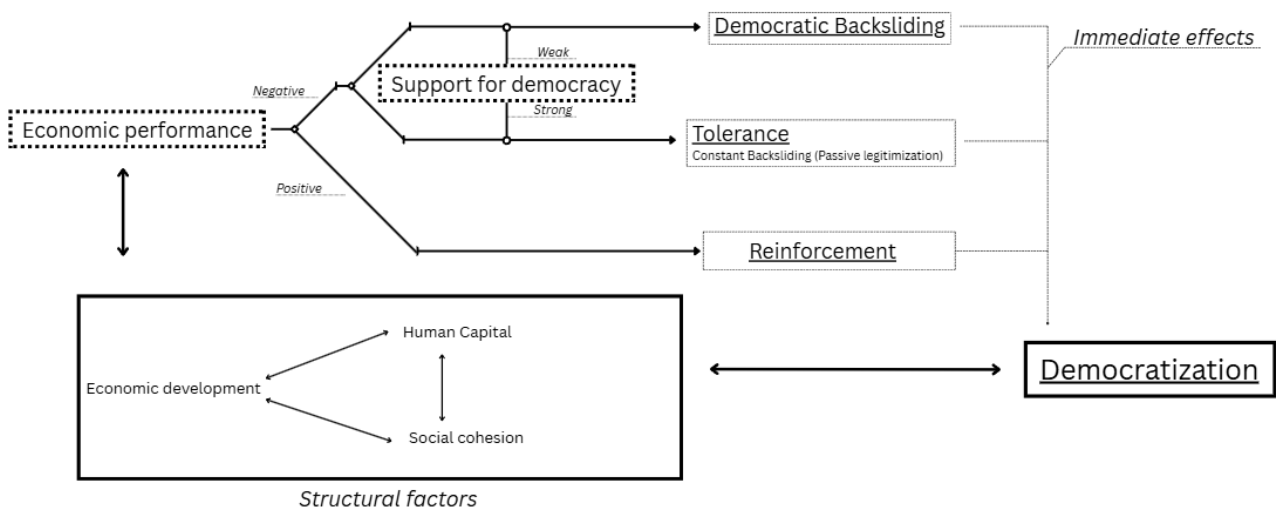 Democratic Backsliding
Immediate effects
Weak
Negative
Support for democracy
Economic performance
Strong
Tolerance
Constant Backsliding (Passive legitimization)
Positive
Reinforcement
Human Capital
Economic development
Social cohesion
Democratization
Structural factors